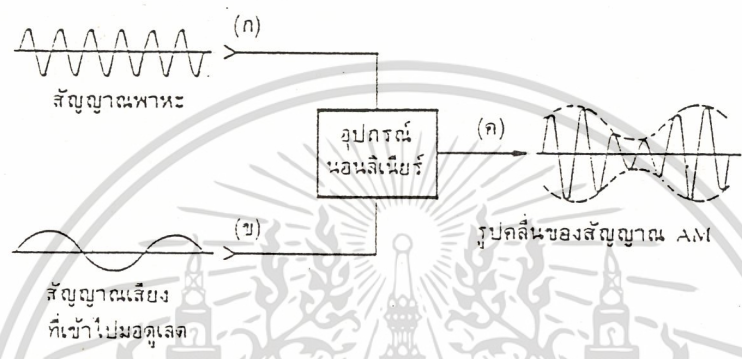 (ก)
สัญญาณพาหะ
อุปกรณ์
นอนลิเนียร์
(ค)
(ข)
รูปคลื่นของสัญญาณ AM
สัญญาณเสียง
ที่เข้าไปมอดูเลต